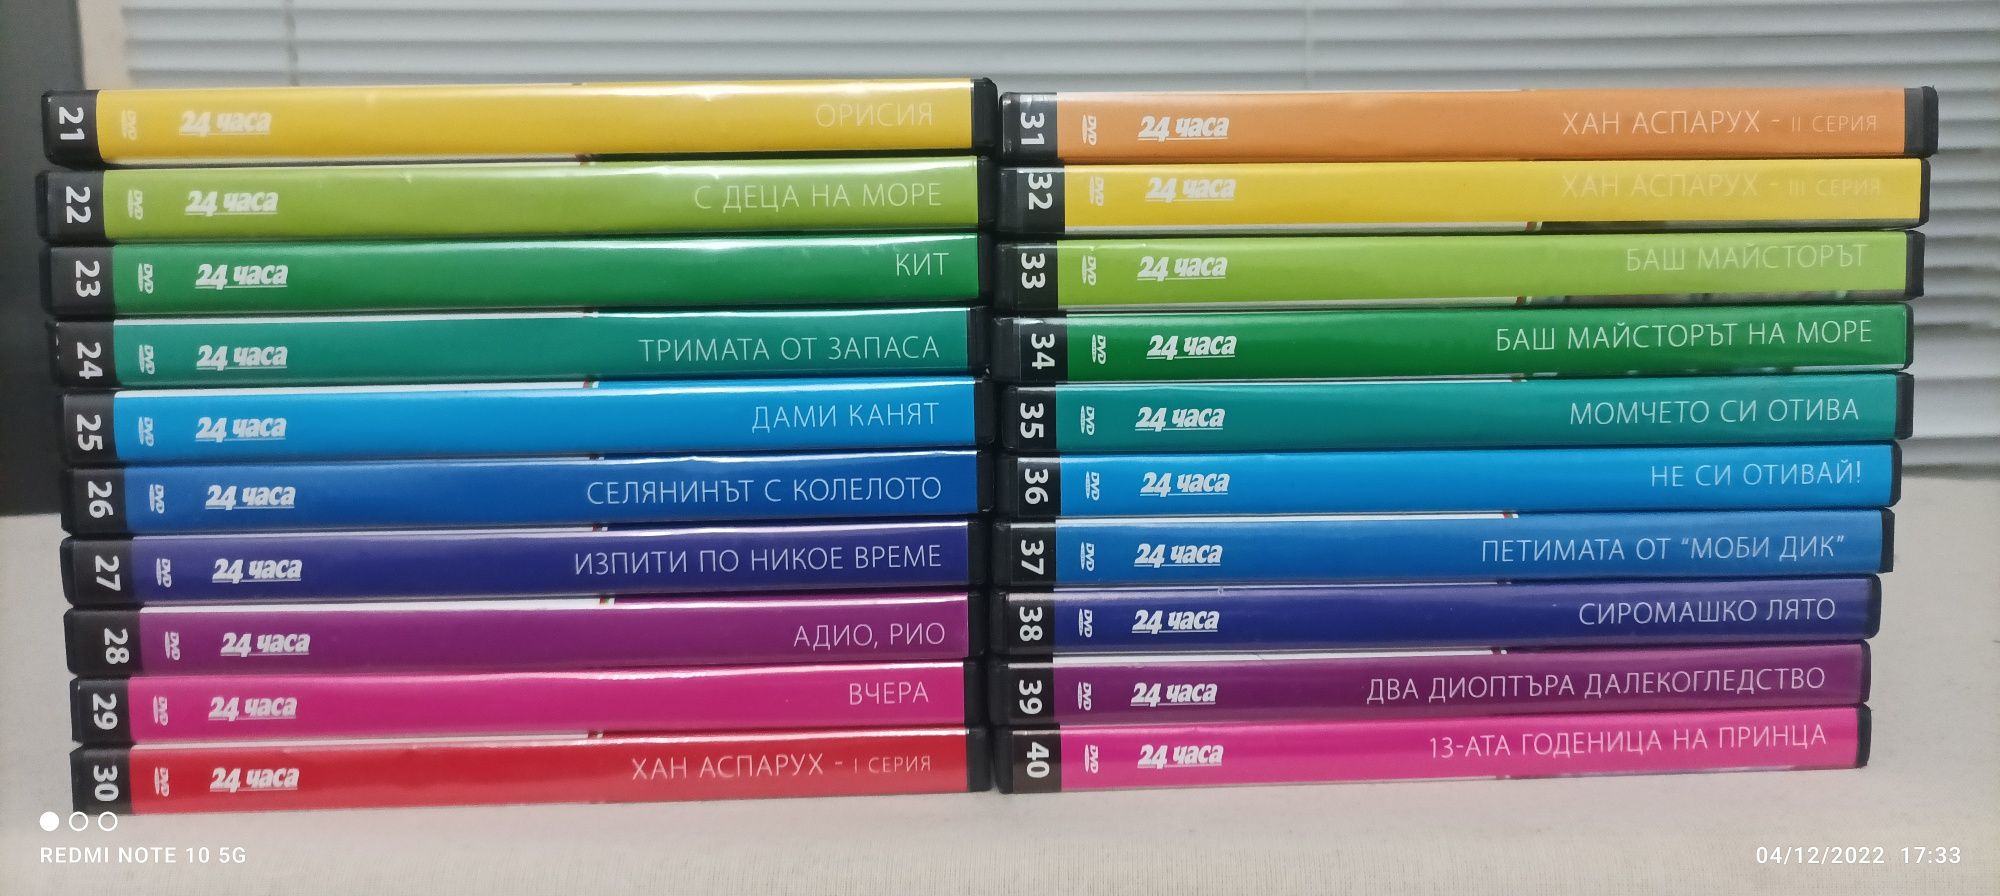 21 DVD 24 часа ОРИСИЯ
22 DVD 24 часа С ДЕЦА НА МОРЕ
23 DVD 24 часа КИТ
24 DVD 24 часа ТРИМАТА ОТ ЗАПАСА
25 DVD 24 часа ДАМИ КАНЯТ
26 DVD 24 часа СЕЛЯНИНЪТ С КОЛЕЛОТО
27 DVD 24 часа ИЗПИТИ ПО НИКОЕ ВРЕМЕ
28 DVD 24 часа АДИО, РИО
29 DVD 24 часа ВЧЕРА
30 DVD 24 часа ХАН АСПАРУХ - I СЕРИЯ
31 DVD 24 часа ХАН АСПАРУХ - II СЕРИЯ
32 DVD 24 часа ХАН АСПАРУХ - III СЕРИЯ
33 DVD 24 часа БАШ МАЙСТОРЪТ
34 DVD 24 часа БАШ МАЙСТОРЪТ НА МОРЕ
35 DVD 24 часа МОМЧЕТО СИ ОТИВА
36 DVD 24 часа НЕ СИ ОТИВАЙ!
37 DVD 24 часа ПЕТИМАТА ОТ “МОБИ ДИК”
38 DVD 24 часа СИРОМАШКО ЛЯТО
39 DVD 24 часа ДВА ДИОПТЪРА ДАЛЕКОГЛЕДСТВО
40 DVD 24 часа 13-АТА ГОДЕНИЦА НА ПРИНЦА
REDMI NOTE 10 5G
04/12/2022 17:33